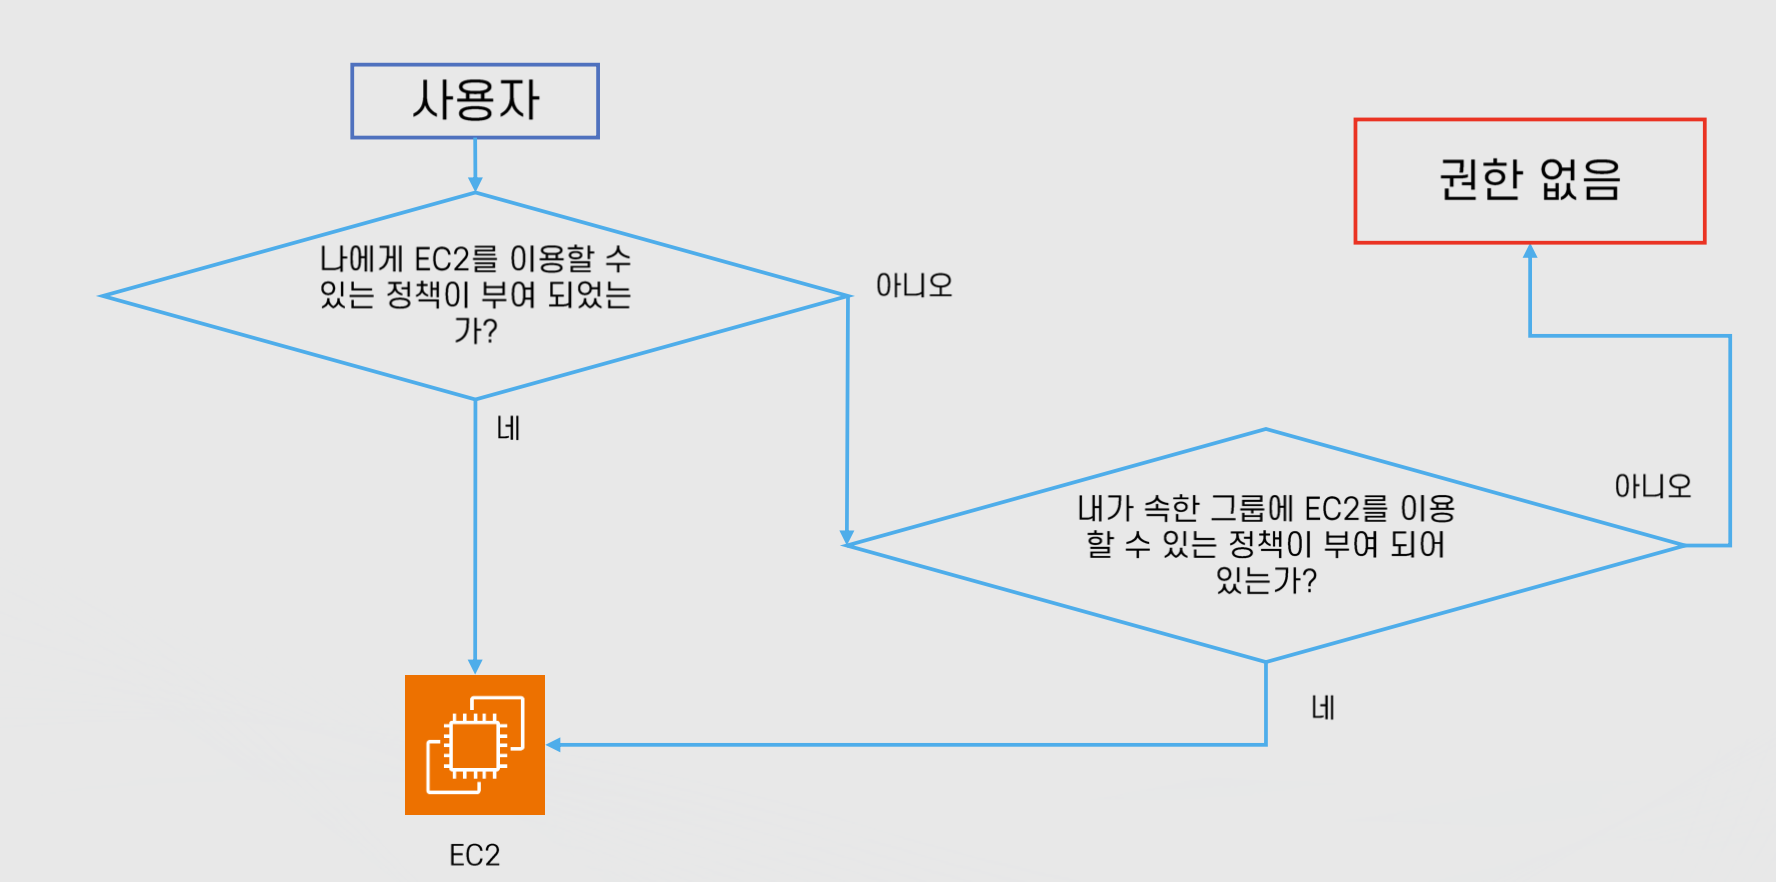 사용자
권한 없음
나에게 EC2를 이용할 수
있는 정책이 부여 되었는
가?
아니오
네
내가 속한 그룹에 EC2를 이용
할 수 있는 정책이 부여 되어
있는가?
아니오
네
EC2